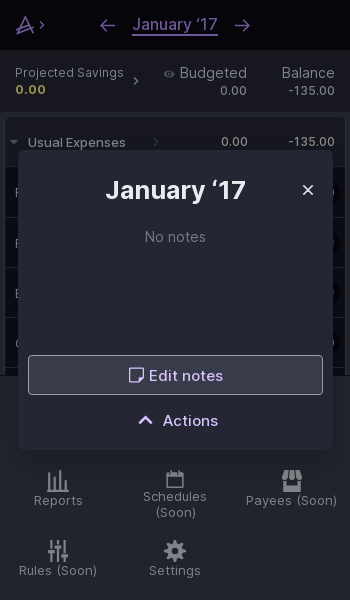 January ‘17
Projected Savings
0.00
Budgeted
0.00
Balance
-135.00
Usual Expenses
0.00
-135.00
January ‘17
No notes
Edit notes
Actions
Reports
Schedules
(Soon)
Payees (Soon)
Rules (Soon)
Settings